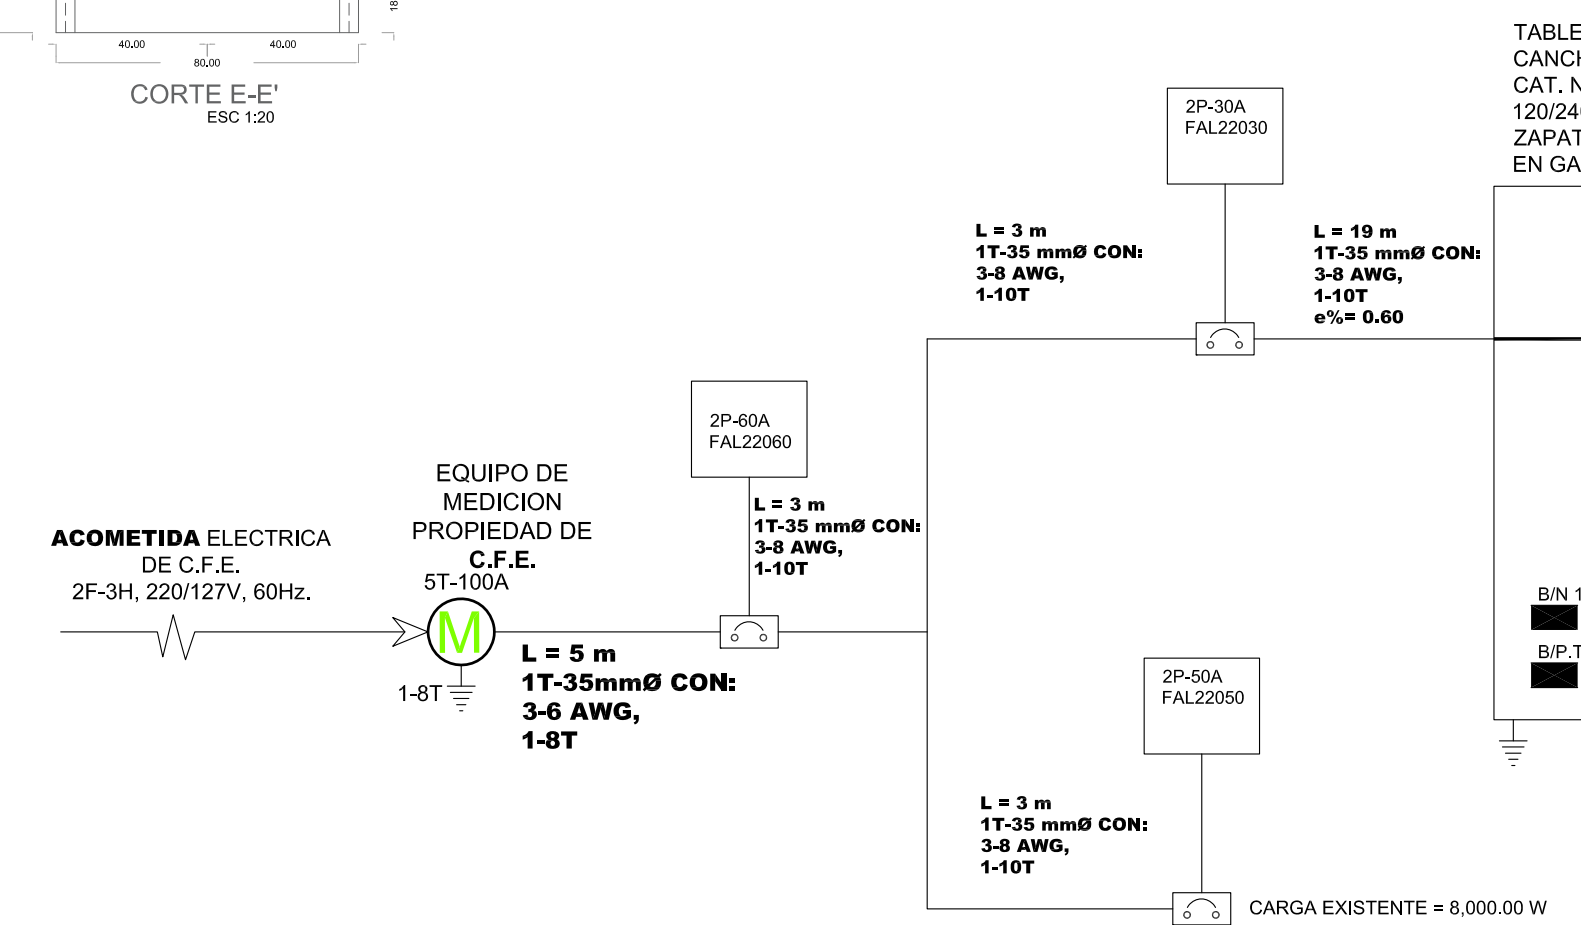 18
40.00
40.00
80.00
CORTE E-E'
ESC 1:20
2P-30A
FAL22030
120/240
L = 3 m
1T-35 mmØ CON:
3-8 AWG,
1-10T
L = 19 m
1T-35 mmØ CON:
3-8 AWG,
1-10T
e%= 0.60
2P-60A
FAL22060
L = 3 m
1T-35 mmØ CON:
3-8 AWG,
1-10T
EQUIPO DE
MEDICION
PROPIEDAD DE
C.F.E.
5T-100A
ACOMETIDA ELECTRICA
DE C.F.E.
2F-3H, 220/127V, 60Hz.
M
1-8T
L = 5 m
1T-35mmØ CON:
3-6 AWG,
1-8T
2P-50A
FAL22050
L = 3 m
1T-35 mmØ CON:
3-8 AWG,
1-10T
CARGA EXISTENTE = 8,000.00 W
CAT.
EN
B/N 1
B/P.T